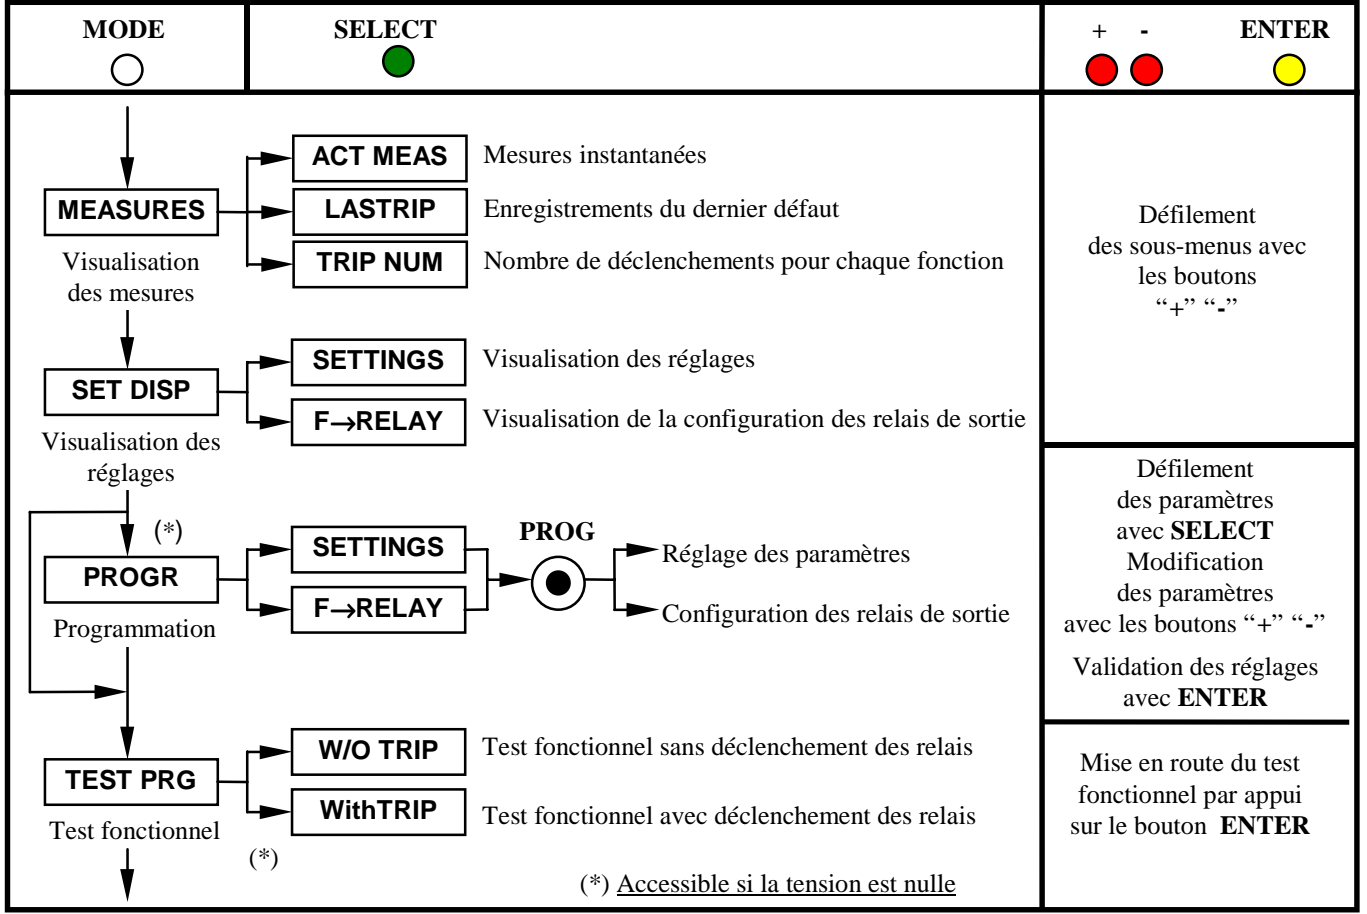 MODE
SELECT
+ -
ENTER
ACT MEAS
Mesures instantanées
MEASURES
LASTRIP
Enregistrements du dernier défaut
TRIP NUM
Nombre de déclenchements pour chaque fonction
Visualisation
des mesures
Défilement
des sous-menus avec
les boutons
“+” “-”
SETTINGS
Visualisation des réglages
SET DISP
F→RELAY
Visualisation de la configuration des relais de sortie
Visualisation des
réglages
(*)
SETTINGS
PROG
Réglage des paramètres
PROGR
F→RELAY
Configuration des relais de sortie
Programmation
Défilement
des paramètres
avec SELECT
Modification
des paramètres
avec les boutons “+” “-”
Validation des réglages
avec ENTER
W/O TRIP
Test fonctionnel sans déclenchement des relais
TEST PRG
WithTRIP
Test fonctionnel avec déclenchement des relais
Test fonctionnel
(*)
Mise en route du test
fonctionnel par appui
sur le bouton ENTER
(*) Accessible si la tension est nulle